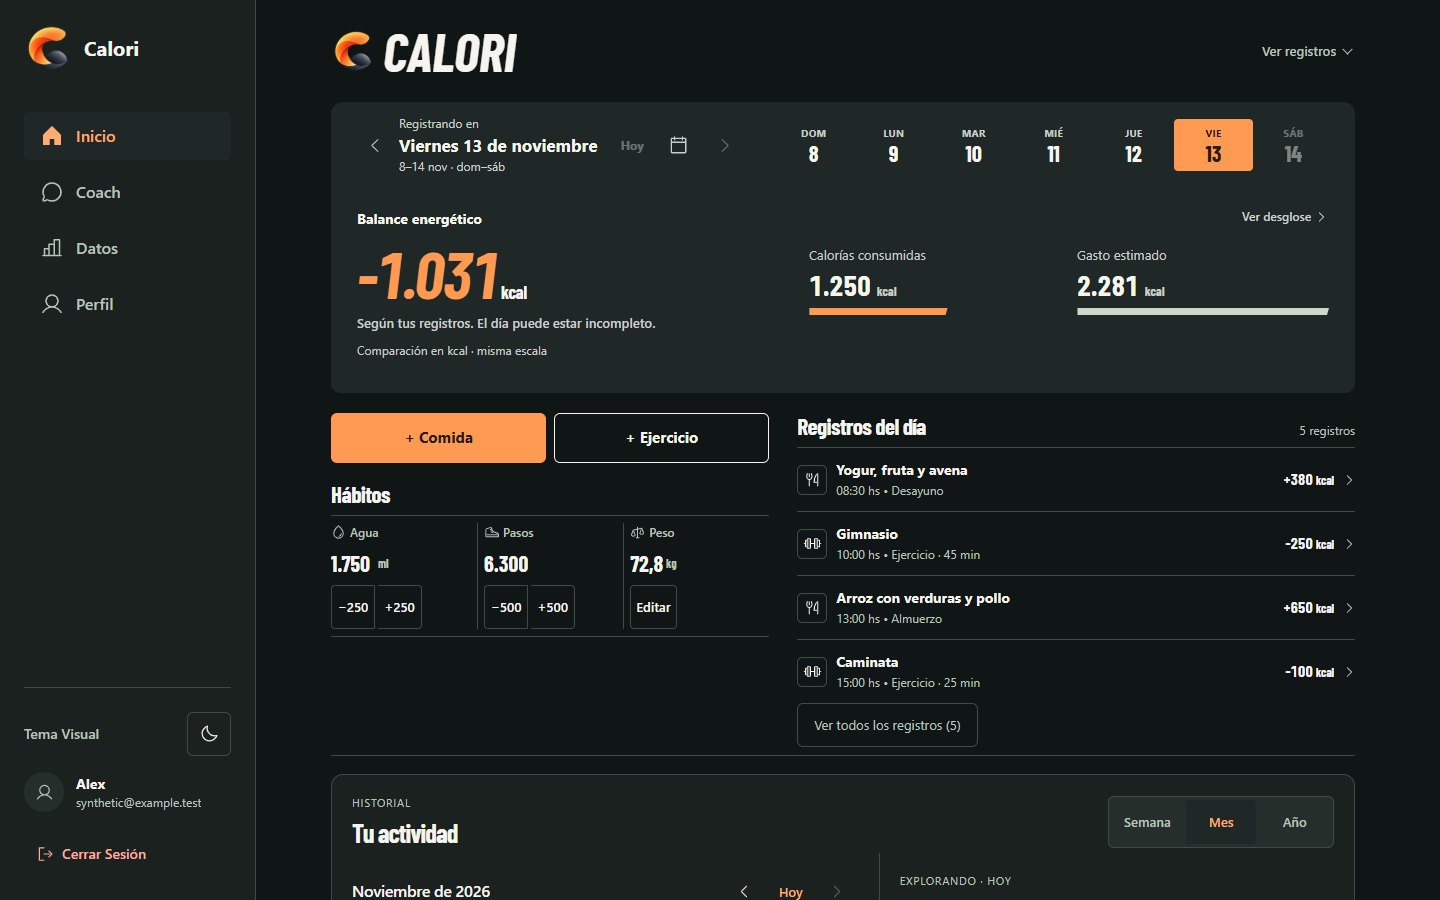 Calori
Inicio
Coach
Datos
Perfil
Tema Visual
Alex
synthetic@example.test
Cerrar Sesión
CALORI
Ver registros
Registrando en
Viernes 13 de noviembre
Hoy
8–14 nov · dom–sáb
DOM
8
LUN
9
MAR
10
MIÉ
11
JUE
12
VIE
13
SÁB
14
Balance energético
Ver desglose
-1.031 kcal
Según tus registros. El día puede estar incompleto.
Comparación en kcal · misma escala
Calorías consumidas
1.250 kcal
Gasto estimado
2.281 kcal
+ Comida
+ Ejercicio
Hábitos
Agua
1.750 ml
−250
+250
Pasos
6.300
−500
+500
Peso
72,8 kg
Editar
Registros del día
5 registros
Yogur, fruta y avena
08:30 hs • Desayuno
+380 kcal
Gimnasio
10:00 hs • Ejercicio · 45 min
-250 kcal
Arroz con verduras y pollo
13:00 hs • Almuerzo
+650 kcal
Caminata
15:00 hs • Ejercicio · 25 min
-100 kcal
Ver todos los registros (5)
HISTORIAL
Tu actividad
Semana
Mes
Año
Noviembre de 2026
Hoy
EXPLORANDO · HOY